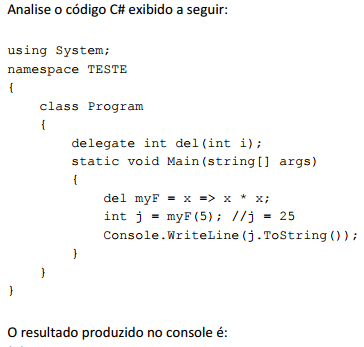 Analise o código C# exibido a seguir:
using System;
namespace TESTE
{
    class Program
    {
        delegate int del(int i);
        static void Main(string[] args)
        {
            del myF = x => x * x;
            int j = myF(5); //j = 25
            Console.WriteLine(j.ToString());
        }
    }
}
O resultado produzido no console é: